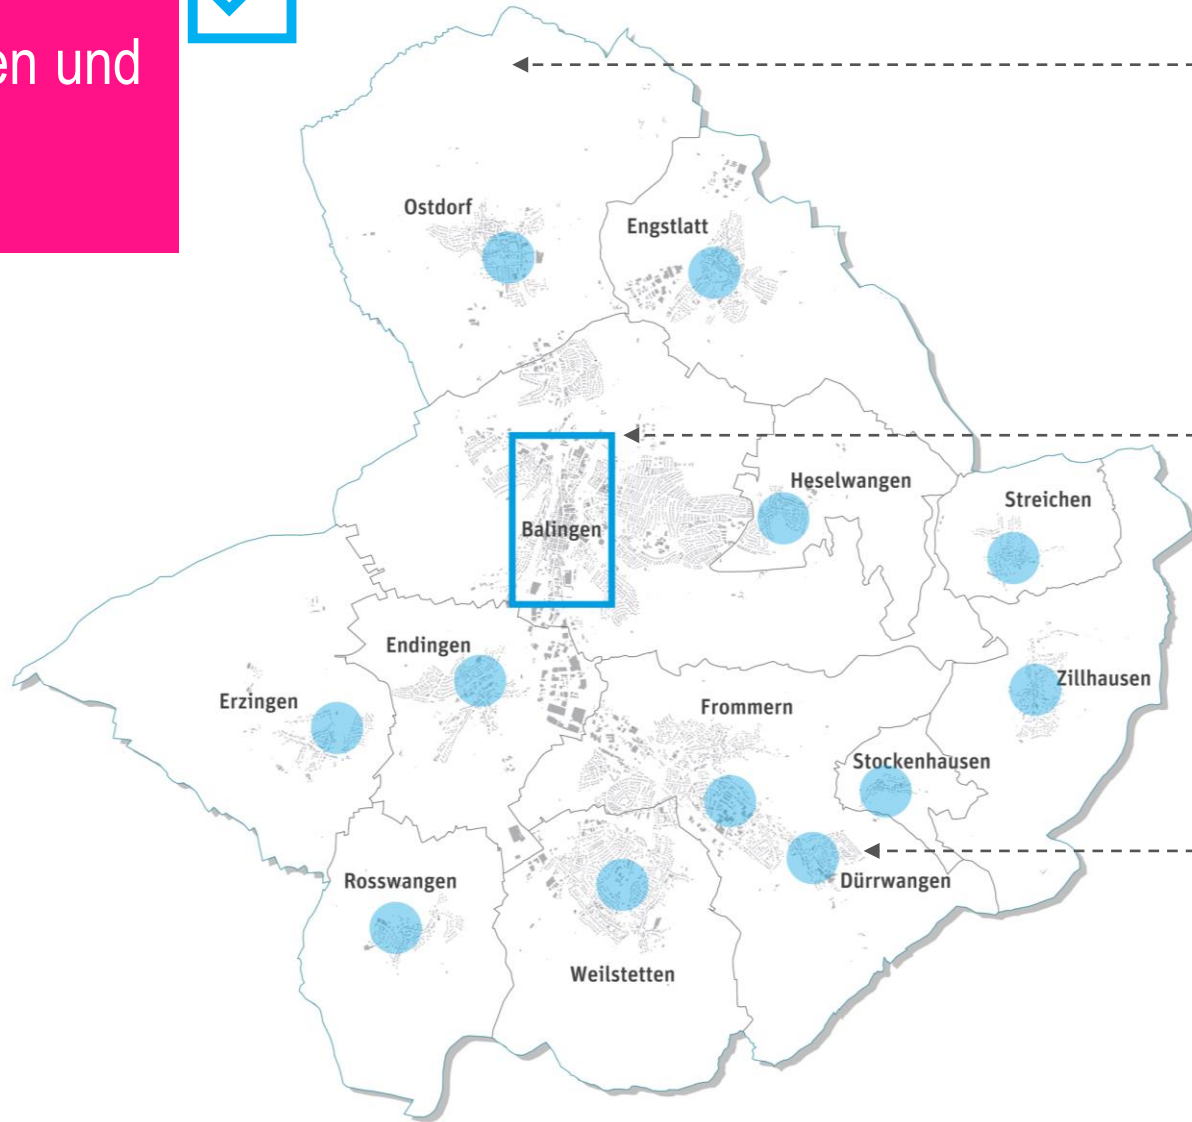 en und
Ostdorf
Engstlatt
Heselwangen
Streichen
Balingen
Endingen
Zillhausen
Erzingen
Frommern
Stockenhausen
Rosswangen
Dürrwangen
Weilstetten